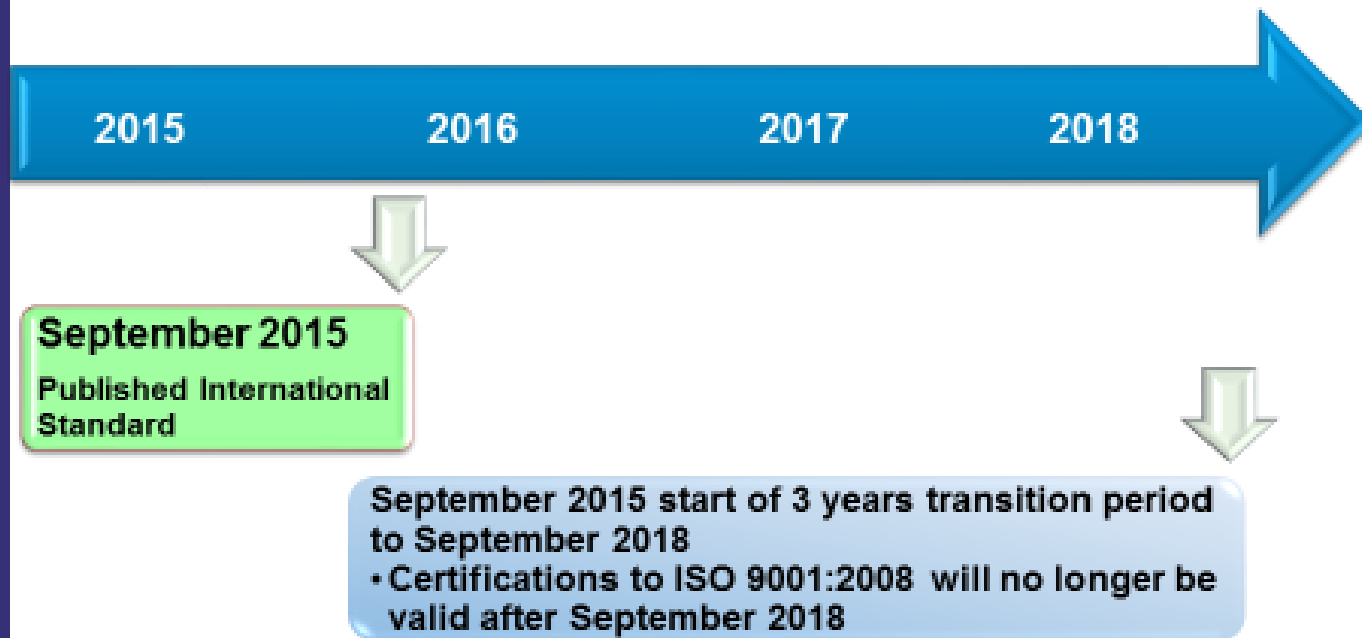 2015 2016 2017 2018
September 2015
Published International
Standard
September 2015 start of 3 years transition period
to September 2018
• Certifications to ISO 9001:2008 will no longer be
valid after September 2018